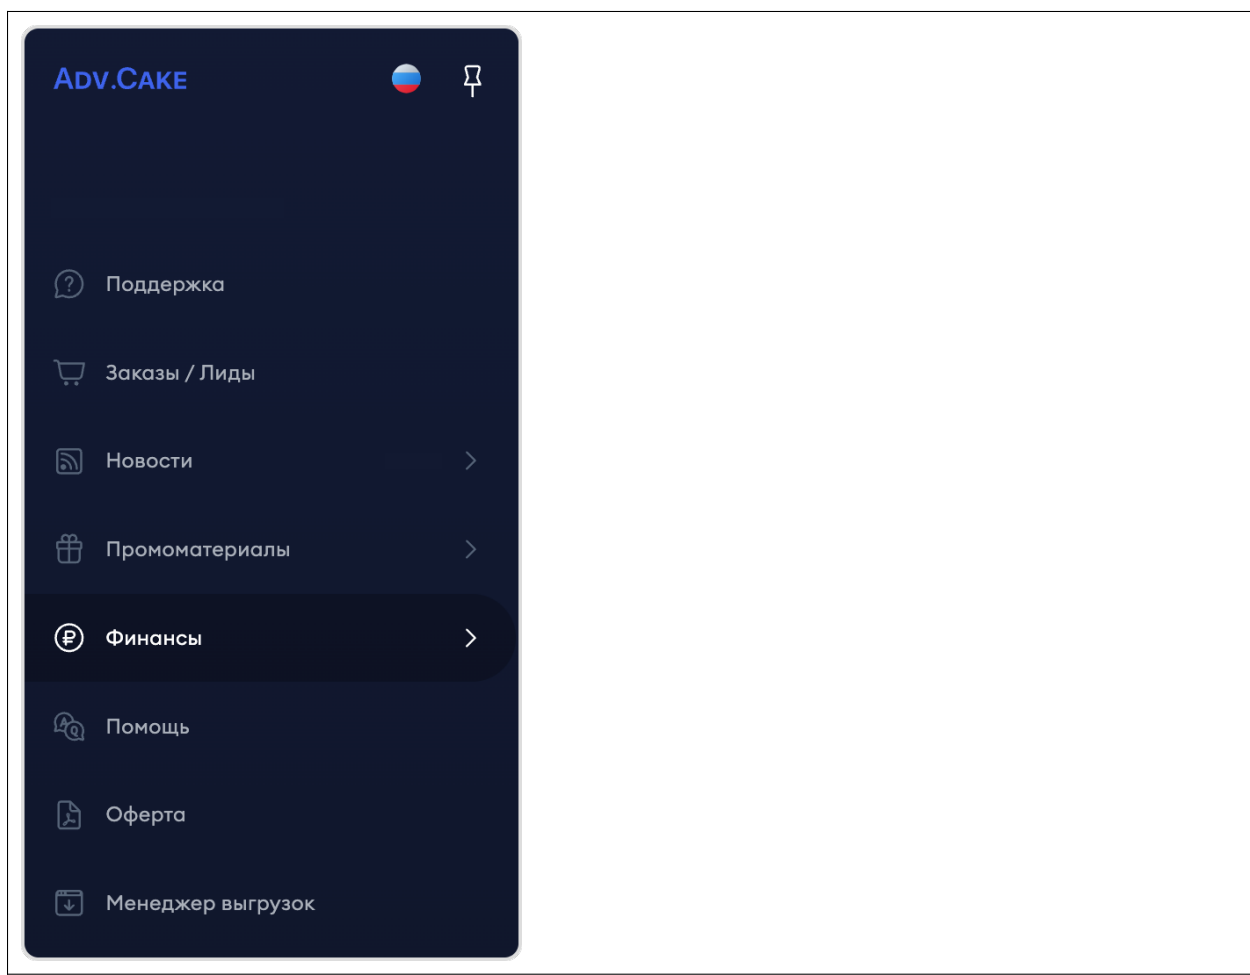 ADV.CAKE
Поддержка
Заказы / Лиды
Новости
Промоматериалы
Финансы
Помощь
Оферта
Менеджер выгрузок